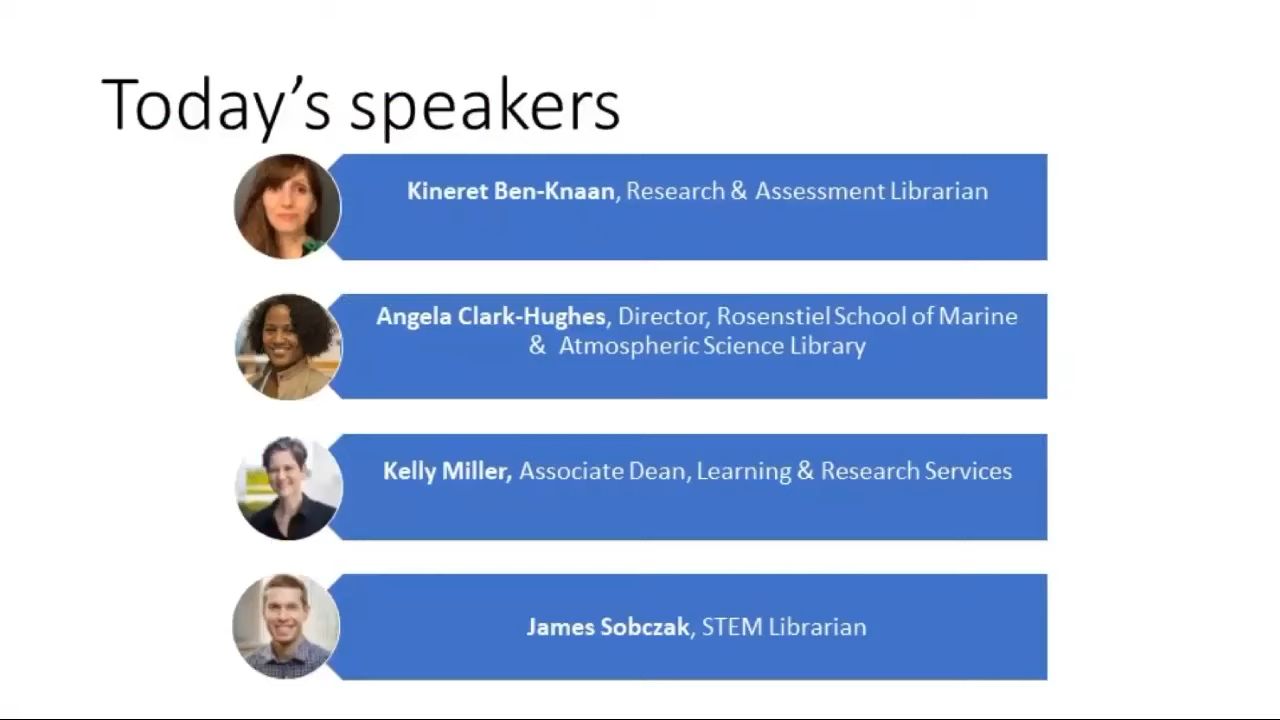 Today’s speakers
Kineret Ben-Knaan, Research & Assessment Librarian
Angela Clark-Hughes, Director, Rosenstiel School of Marine
& Atmospheric Science Library
Kelly Miller, Associate Dean, Learning & Research Services
James Sobczak, STEM Librarian